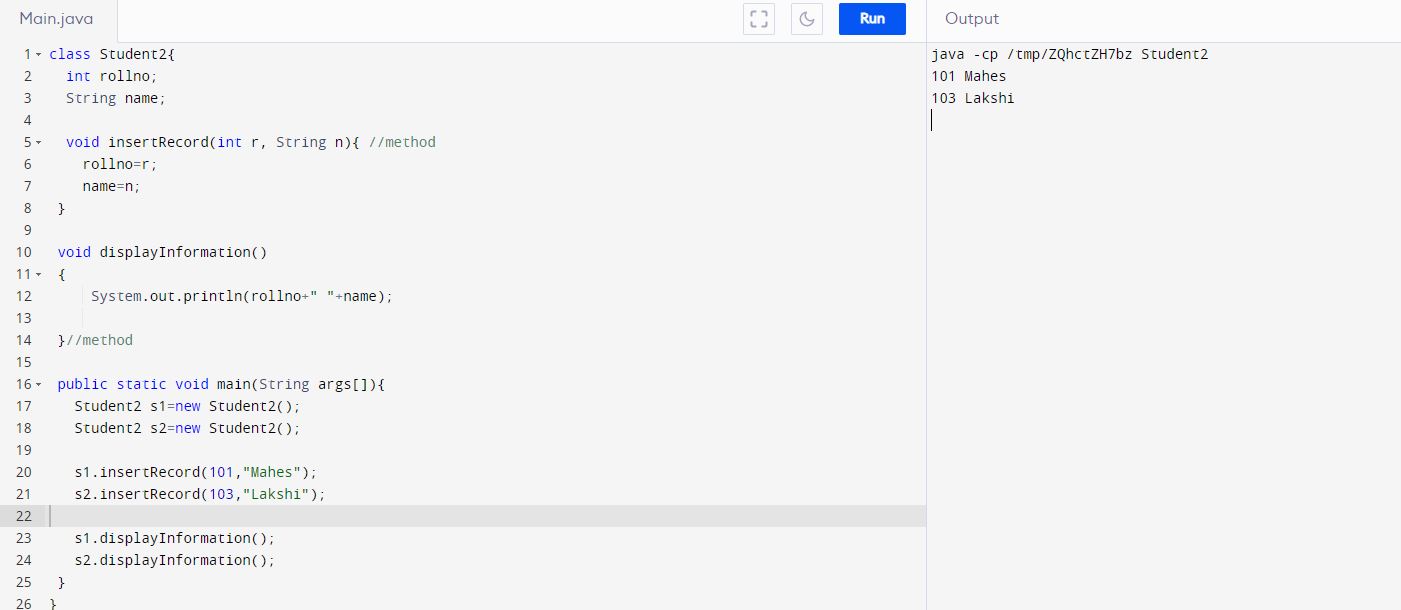 Main.java
Run
Output
1 class Student2{
2 int rollno;
3 String name;
4
5 void insertRecord(int r, String n){ //method
6 rollno=r;
7 name=n;
8 }
9
10 void displayInformation()
11 {
12 System.out.println(rollno+" "+name);
13
14 }//method
15
16 public static void main(String args[]){
17 Student2 s1=new Student2();
18 Student2 s2=new Student2();
19
20 s1.insertRecord(101,"Mahes");
21 s2.insertRecord(103,"Lakshi");
22
23 s1.displayInformation();
24 s2.displayInformation();
25 }
26 }
java -cp /tmp/ZQhctZH7bz Student2
101 Mahes
103 Lakshi